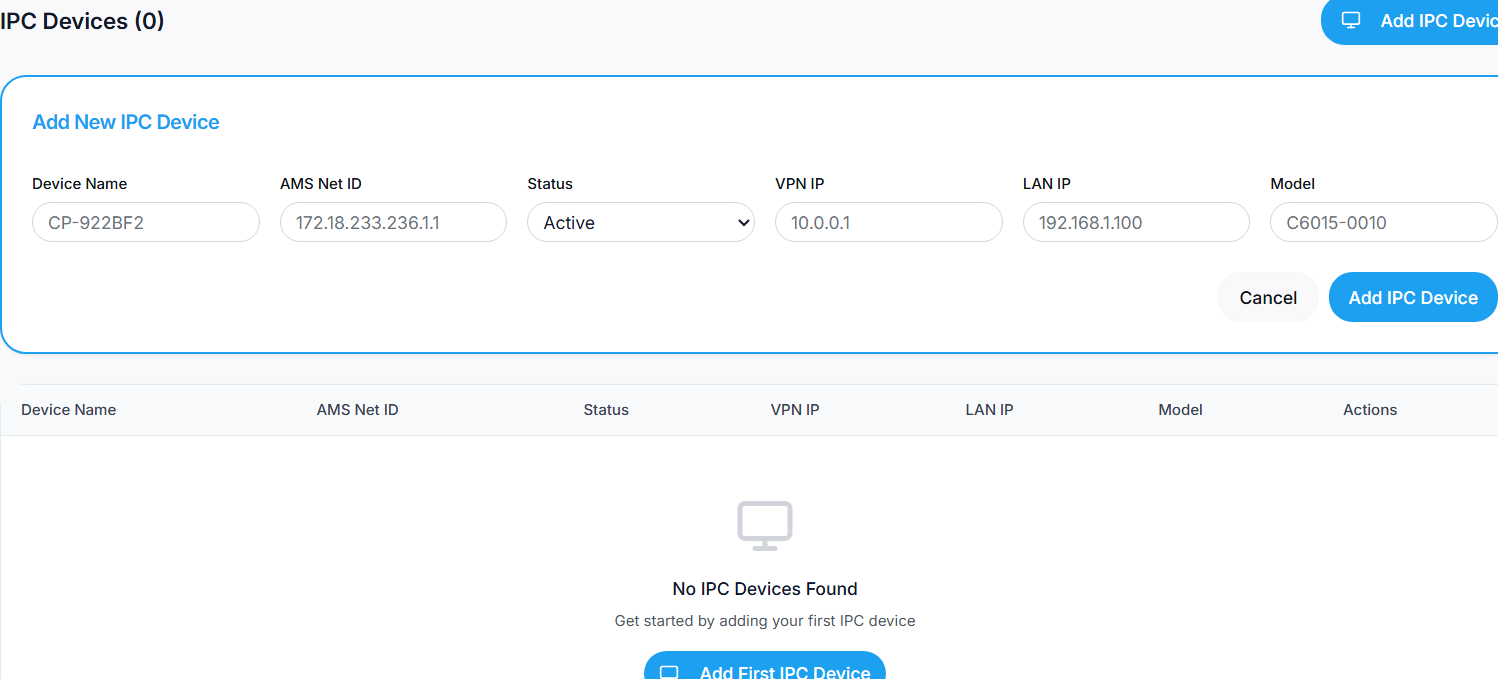 IPC Devices (0)
Add IPC Devic
Add New IPC Device
Device Name AMS Net ID Status VPN IP LAN IP Model
CP-922BF2 172.18.233.236.1.1 Active 10.0.0.1 192.168.1.100 C6015-0010
Cancel Add IPC Device
Device Name AMS Net ID Status VPN IP LAN IP Model Actions
No IPC Devices Found
Get started by adding your first IPC device
Add First IPC Device